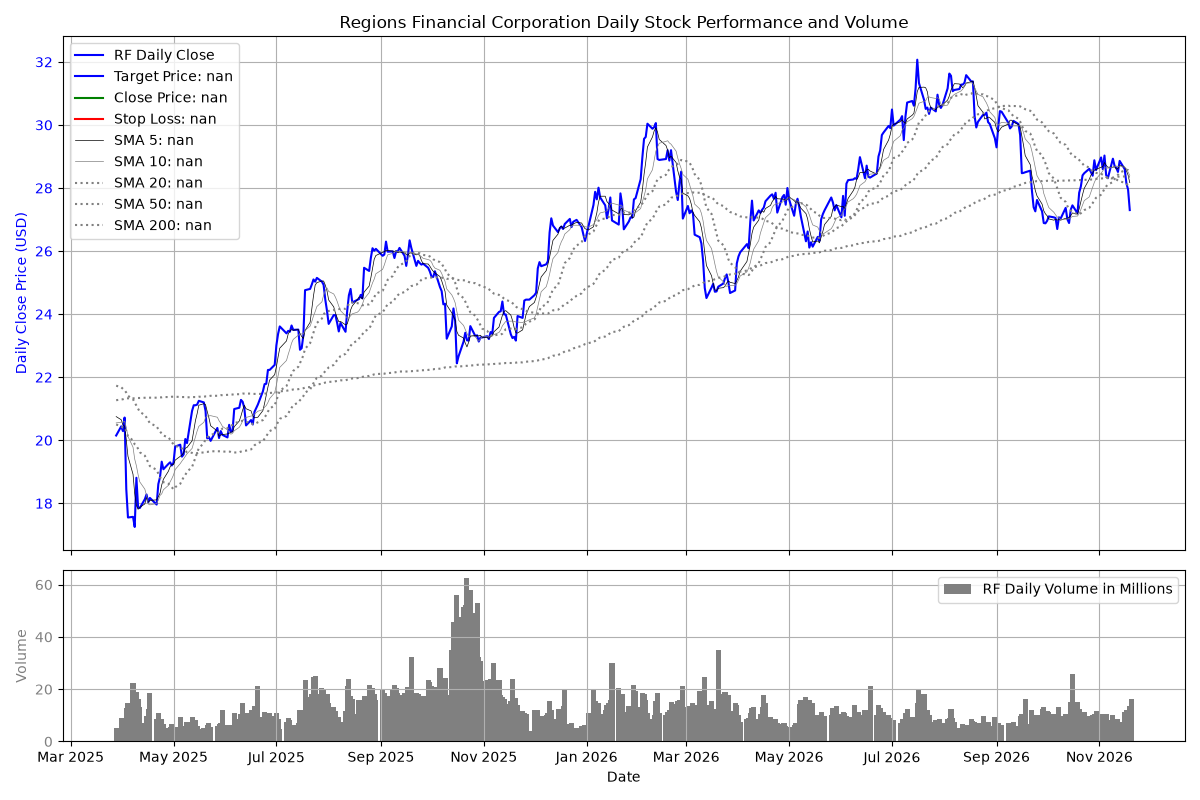 Regions Financial Corporation Daily Stock Performance and Volume
RF Daily Close
Target Price: nan
Close Price: nan
Stop Loss: nan
SMA 5: nan
SMA 10: nan
SMA 20: nan
SMA 50: nan
SMA 200: nan
Daily Close Price (USD)
32
30
28
26
24
22
20
18
RF Daily Volume in Millions
Volume
60
40
20
0
Mar 2025 May 2025 Jul 2025 Sep 2025 Nov 2025 Jan 2026 Mar 2026 May 2026 Jul 2026 Sep 2026 Nov 2026
Date